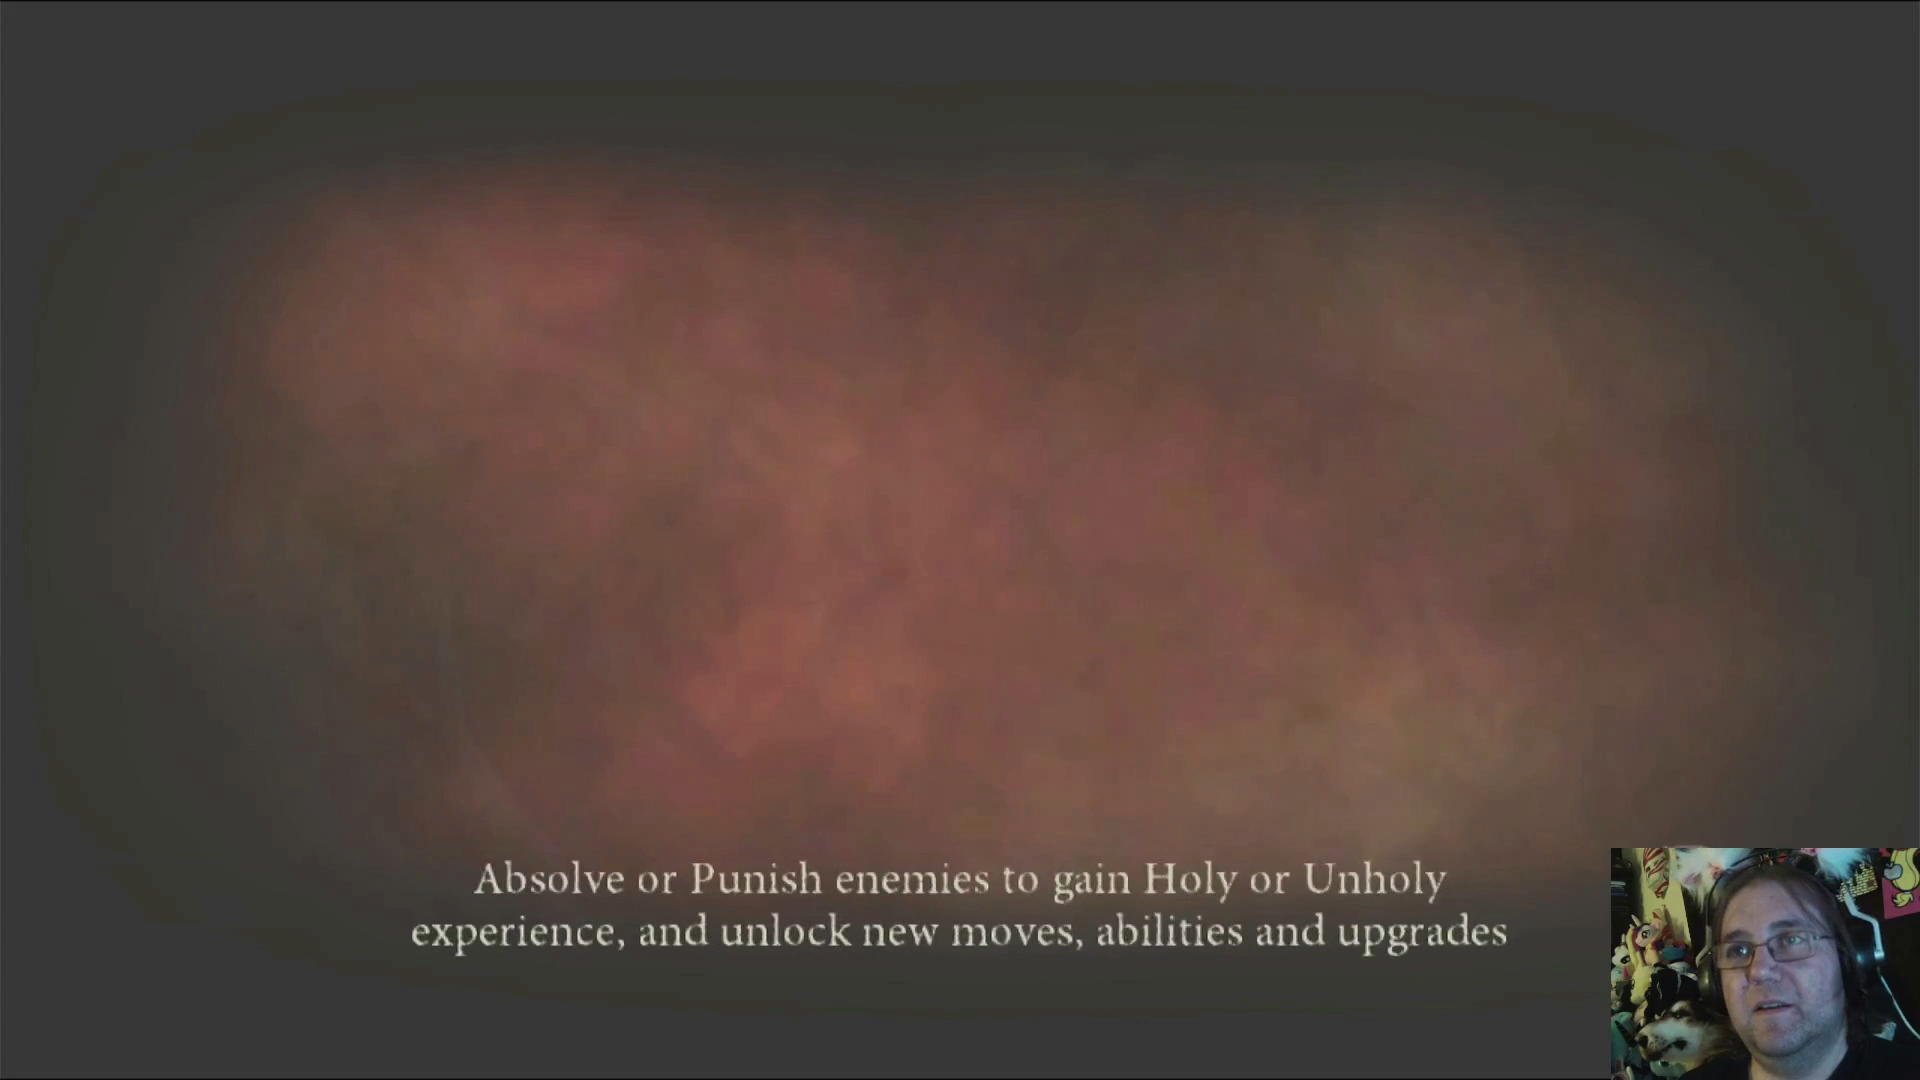 Absolve or Punish enemies to gain Holy or Unholy
experience, and unlock new moves, abilities and upgrades